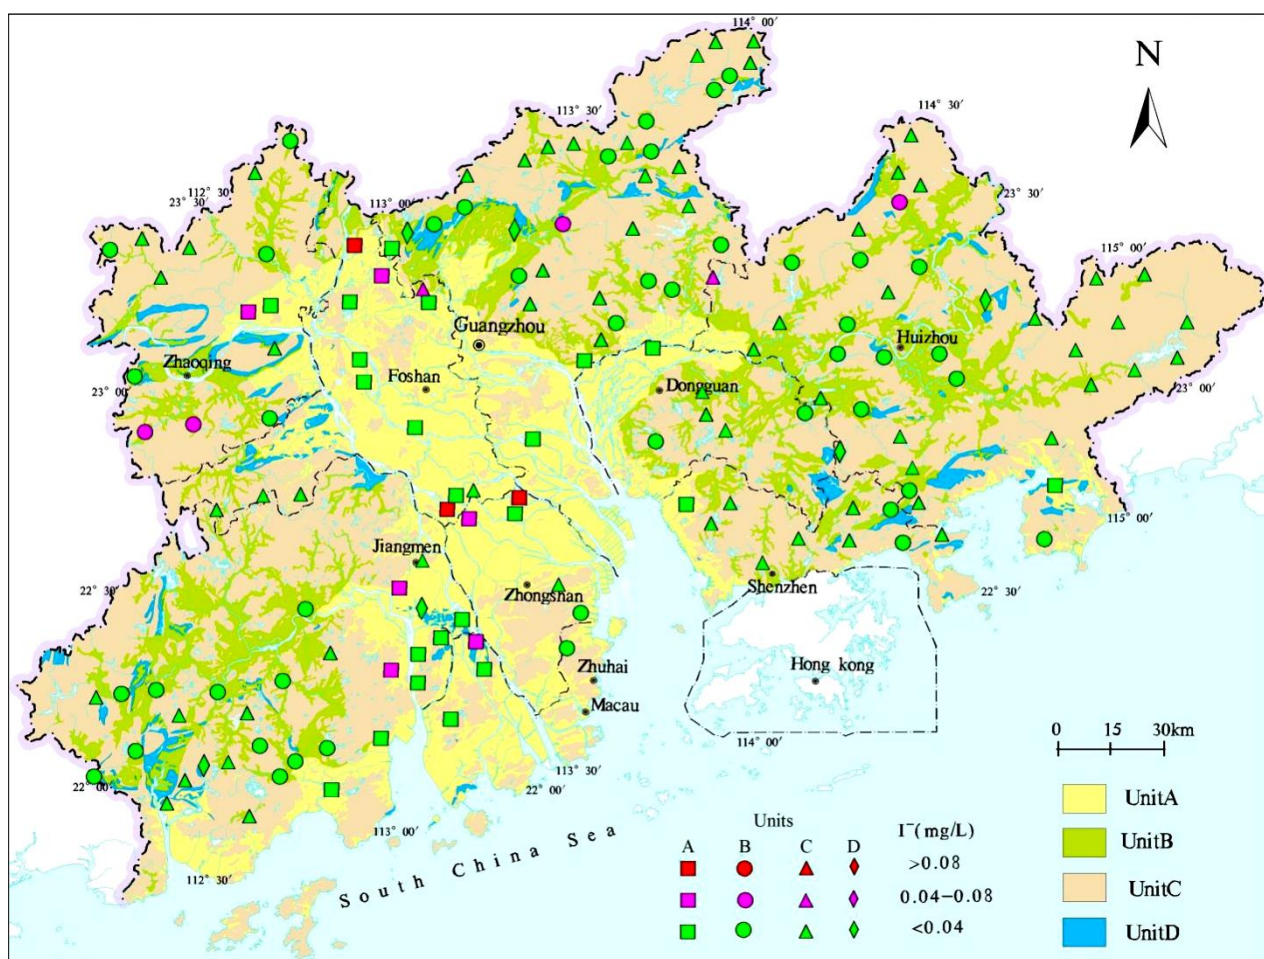 114° 00′
N
113° 30′
114° 30′
112° 30′
23° 30′
113° 00′
23° 30′
115° 00′
Guangzhou
Huizhou
Zhaoqing
Foshan
Dongguan
23° 00′
23° 00′
115° 00′
Jiangmen
Shenzhen
22° 30′
Zhongshan
22° 30′
Hong kong
Zhuhai
Macau
114° 00′
0 15 30km
113° 30′
22° 00′
22° 00′
113° 00′
112° 30′
South China Sea
Units
I⁻(mg/L)
A B C D
>0.08
0.04−0.08
<0.04
UnitA
UnitB
UnitC
UnitD